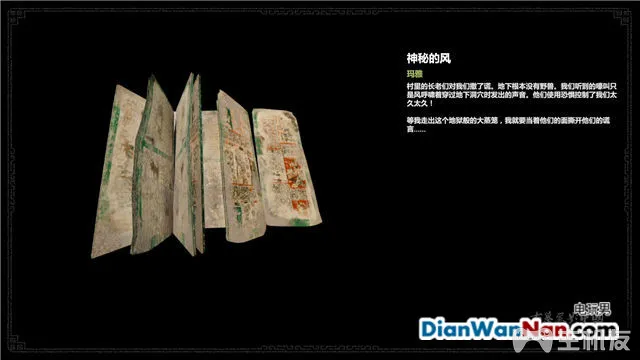 神秘的风
玛雅
村里的长老们对我们撒了谎。地下根本没有野兽。我们听到的嚎叫只
是风呼啸着穿过地下洞穴时发出的声音。他们使用恐惧控制了我们太
久太久！
等我走出这个地狱般的大蒸笼，我就要当着他们的面撕开他们的谎
言……
电玩男
DianWanNan.com